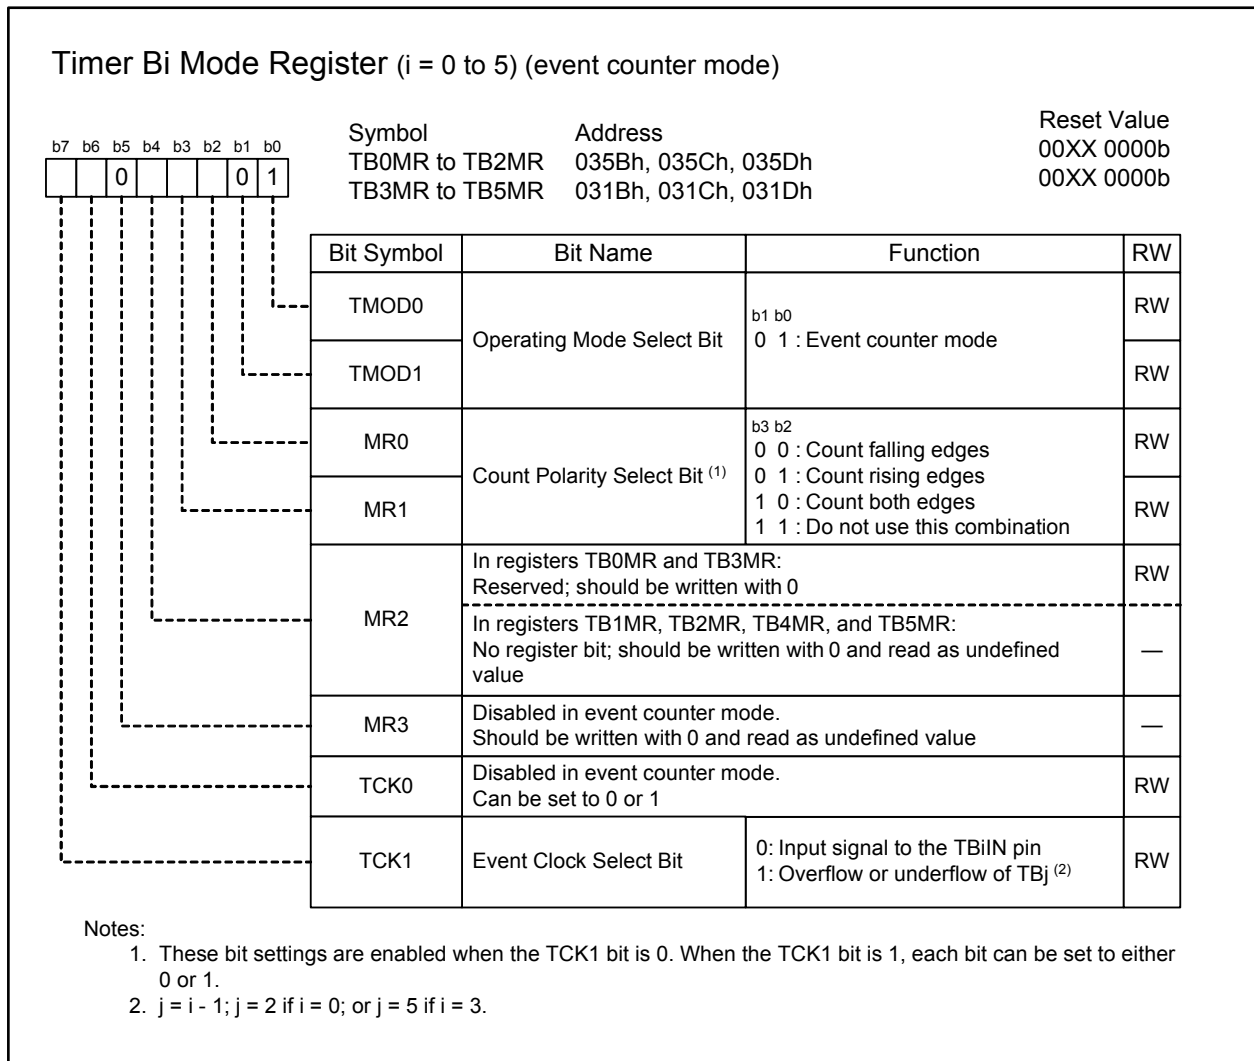 Timer Bi Mode Register (i = 0 to 5) (event counter mode)
b7 b6 b5 b4 b3 b2 b1 b0
0 0 1
Symbol Address Reset Value
TB0MR to TB2MR 035Bh, 035Ch, 035Dh 00XX 0000b
TB3MR to TB5MR 031Bh, 031Ch, 031Dh 00XX 0000b
Bit Symbol Bit Name Function RW
TMOD0 RW
Operating Mode Select Bit
b1 b0
0 1 : Event counter mode
TMOD1 RW
MR0 RW
Count Polarity Select Bit (1)
b3 b2
0 0 : Count falling edges
0 1 : Count rising edges
1 0 : Count both edges
1 1 : Do not use this combination
MR1 RW
MR2
In registers TB0MR and TB3MR:
Reserved; should be written with 0
RW
In registers TB1MR, TB2MR, TB4MR, and TB5MR:
No register bit; should be written with 0 and read as undefined
value
—
MR3
Disabled in event counter mode.
Should be written with 0 and read as undefined value
—
TCK0
Disabled in event counter mode.
Can be set to 0 or 1
RW
TCK1
Event Clock Select Bit
0: Input signal to the TBiIN pin
1: Overflow or underflow of TBj (2)
RW
Notes:
1. These bit settings are enabled when the TCK1 bit is 0. When the TCK1 bit is 1, each bit can be set to either
0 or 1.
2. j = i - 1; j = 2 if i = 0; or j = 5 if i = 3.